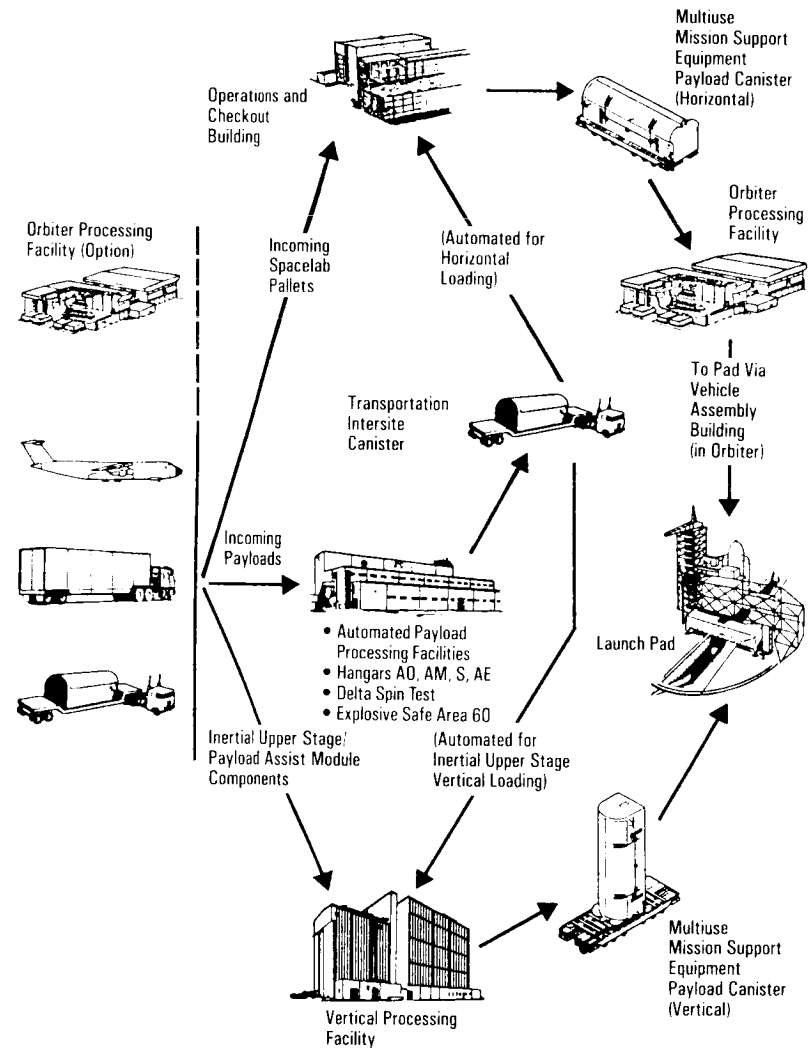 Multiuse
Mission Support
Equipment
Payload Canister
(Horizontal)
Operations and
Checkout
Building
Orbiter
Processing
Facility
Orbiter Processing
Facility (Option)
Incoming
Spacelab
Pallets
(Automated for
Horizontal
Loading)
To Pad Via
Vehicle
Assembly
Building
(in Orbiter)
Transportation
Intersite
Canister
Incoming
Payloads
• Automated Payload
Processing Facilities
• Hangars AO, AM, S, AE
• Delta Spin Test
• Explosive Safe Area 60
Launch Pad
Inertial Upper Stage/
Payload Assist Module
Components
(Automated for
Inertial Upper Stage
Vertical Loading)
Multiuse
Mission Support
Equipment
Payload Canister
(Vertical)
Vertical Processing
Facility